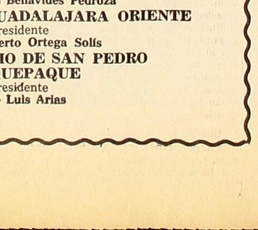 Benavides Pedroza
UADALAJARA ORIENTE
residente
erto Ortega Solís
IO DE SAN PEDRO
UEPAQUE
residente
Luis Arias